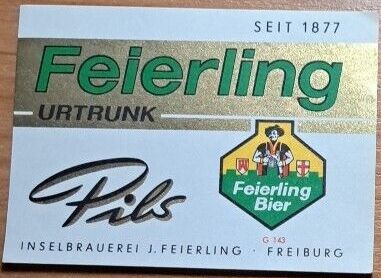 SEIT 1877
Feierling
URTRUNK
Pils
Feierling
Bier
G 143
INSELBRAUEREI J. FEIERLING · FREIBURG